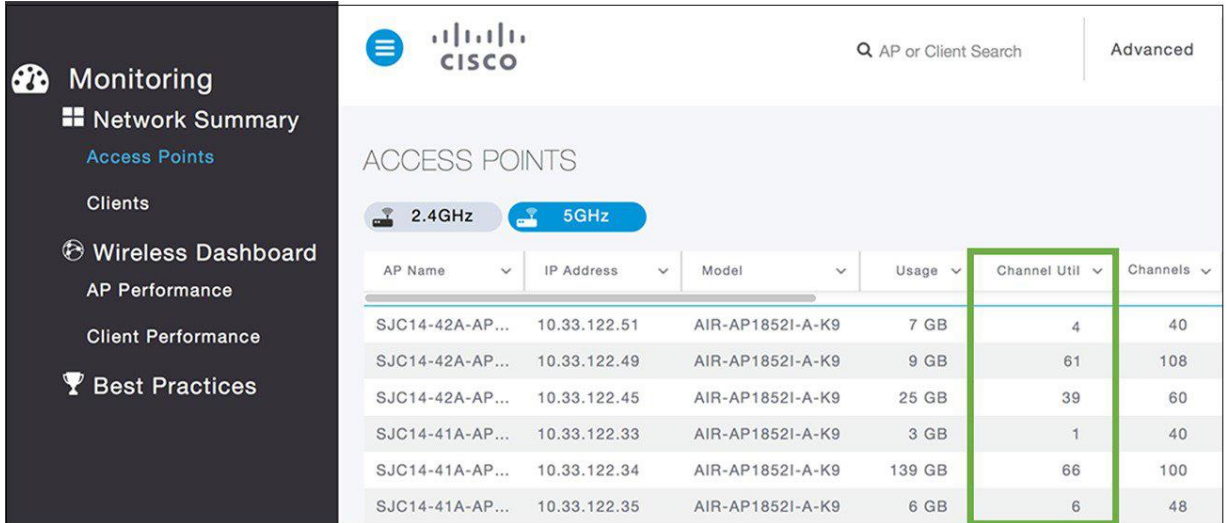 Monitoring
Network Summary
Access Points
Clients
Wireless Dashboard
AP Performance
Client Performance
Best Practices
CISCO
AP or Client Search
Advanced
ACCESS POINTS
2.4GHz 5GHz
AP Name IP Address Model Usage Channel Util Channels
SJC14-42A-AP... 10.33.122.51 AIR-AP1852I-A-K9 7 GB 4 40
SJC14-42A-AP... 10.33.122.49 AIR-AP1852I-A-K9 9 GB 61 108
SJC14-42A-AP... 10.33.122.45 AIR-AP1852I-A-K9 25 GB 39 60
SJC14-41A-AP... 10.33.122.33 AIR-AP1852I-A-K9 3 GB 1 40
SJC14-41A-AP... 10.33.122.34 AIR-AP1852I-A-K9 139 GB 66 100
SJC14-41A-AP... 10.33.122.35 AIR-AP1852I-A-K9 6 GB 6 48